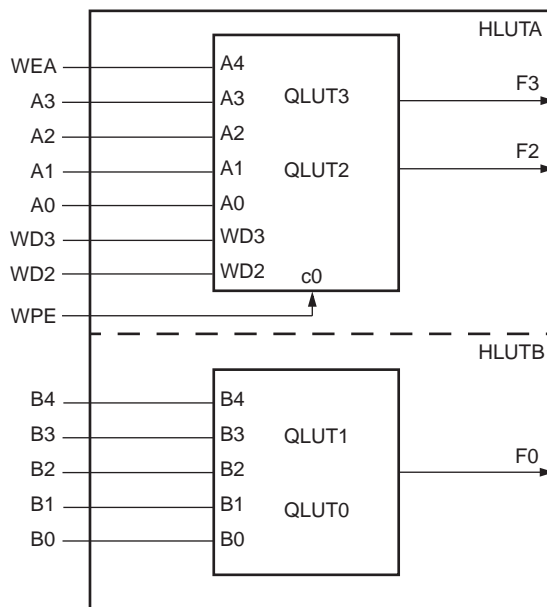 HLUTA
WEA A4
A3 A3 QLUT3 F3
A2 A2
A1 A1 QLUT2 F2
A0 A0
WD3 WD3
WD2 WD2 c0
WPE
HLUTB
B4 B4
B3 B3 QLUT1
B2 B2 F0
B1 B1 QLUT0
B0 B0